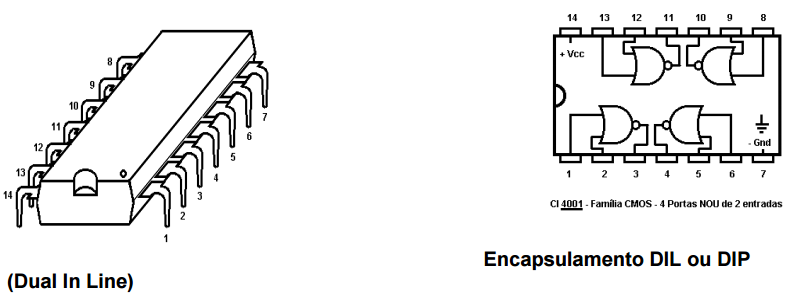 8
9
10
11
12
13
14
7
6
5
4
3
2
1
(Dual In Line)
14 13 12 11 10 9 8
+ Vcc
- Gnd
1 2 3 4 5 6 7
CI 4001 - Família CMOS - 4 Portas NOU de 2 entradas
Encapsulamento DIL ou DIP